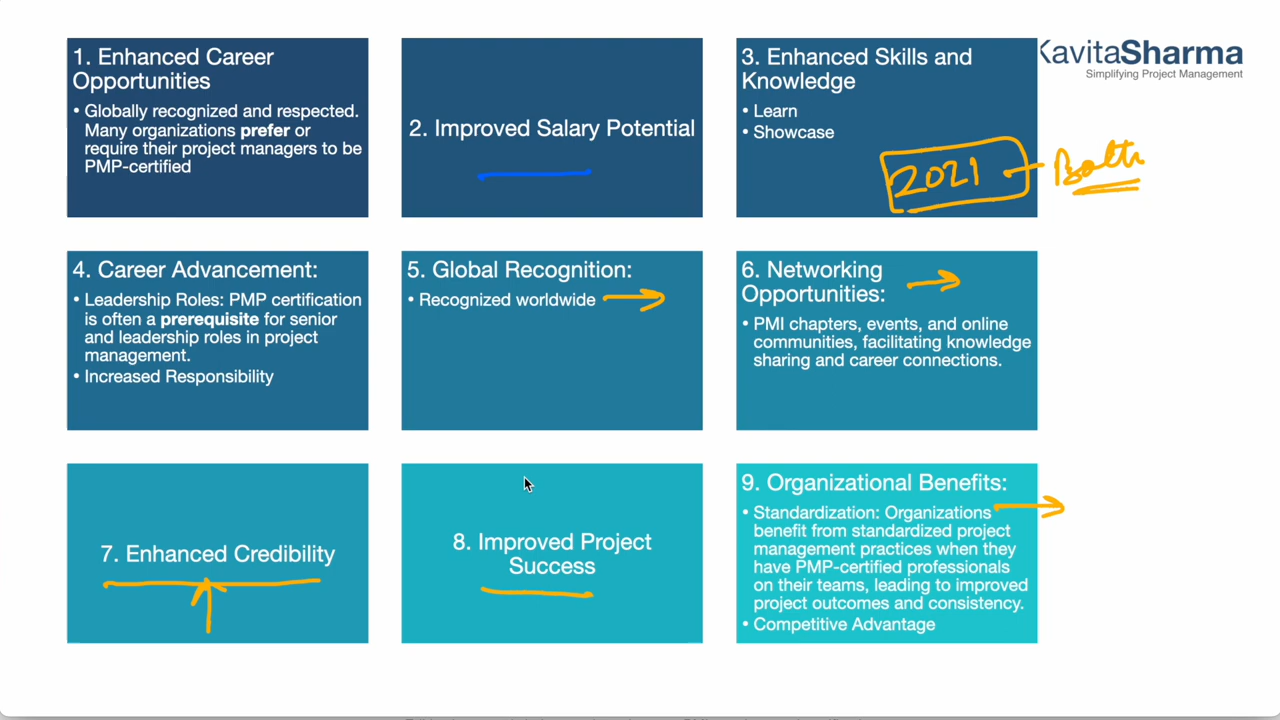 1. Enhanced Career
Opportunities
• Globally recognized and respected.
Many organizations prefer or
require their project managers to be
PMP-certified
2. Improved Salary Potential
3. Enhanced Skills and
Knowledge
• Learn
• Showcase
2021
KavitaSharma
Simplifying Project Management
4. Career Advancement:
• Leadership Roles: PMP certification
is often a prerequisite for senior
and leadership roles in project
management.
• Increased Responsibility
5. Global Recognition:
• Recognized worldwide
6. Networking
Opportunities:
• PMI chapters, events, and online
communities, facilitating knowledge
sharing and career connections.
7. Enhanced Credibility
8. Improved Project
Success
9. Organizational Benefits:
• Standardization: Organizations
benefit from standardized project
management practices when they
have PMP-certified professionals
on their teams, leading to improved
project outcomes and consistency.
• Competitive Advantage